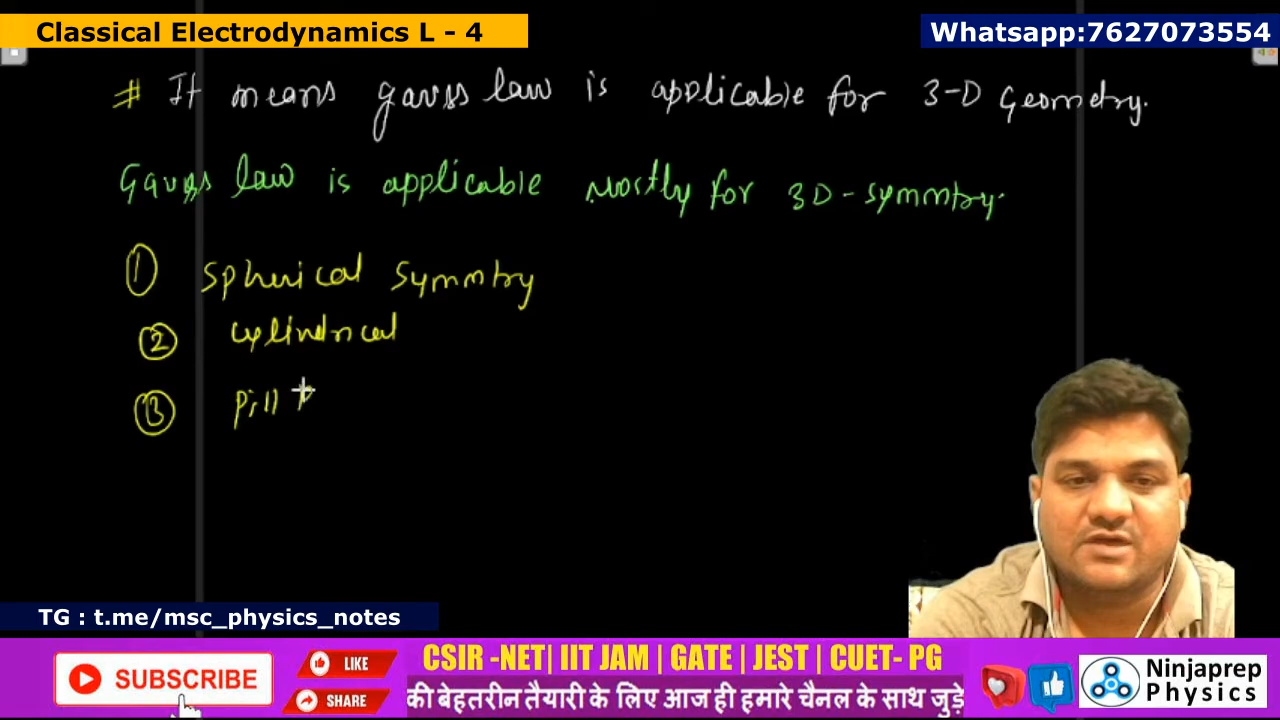 Classical Electrodynamics L - 4
Whatsapp:7627073554
# It means gauss law is applicable for 3-D Geometry.
Gauss law is applicable mostly for 3D-symmtry.
① Spherical symmtry
② cylindrical
③ Pill
TG : t.me/msc_physics_notes
SUBSCRIBE
LIKE
SHARE
CSIR -NET| IIT JAM | GATE | JEST | CUET- PG
की बेहतरीन तैयारी के लिए आज ही हमारे चैनल के साथ जुड़े
Ninjaprep
Physics